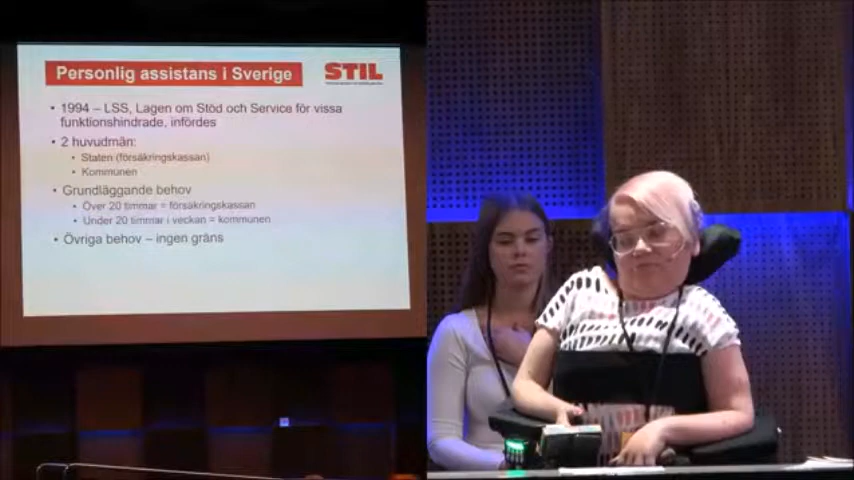 Personlig assistans i Sverige
STIL
• 1994 – LSS, Lagen om Stöd och Service för vissa
funktionshindrade, infördes
• 2 huvudmän:
• Staten (försäkringskassan)
• Kommunen
• Grundläggande behov
• Över 20 timmar = försäkringskassan
• Under 20 timmar i veckan = kommunen
• Övriga behov – ingen gräns